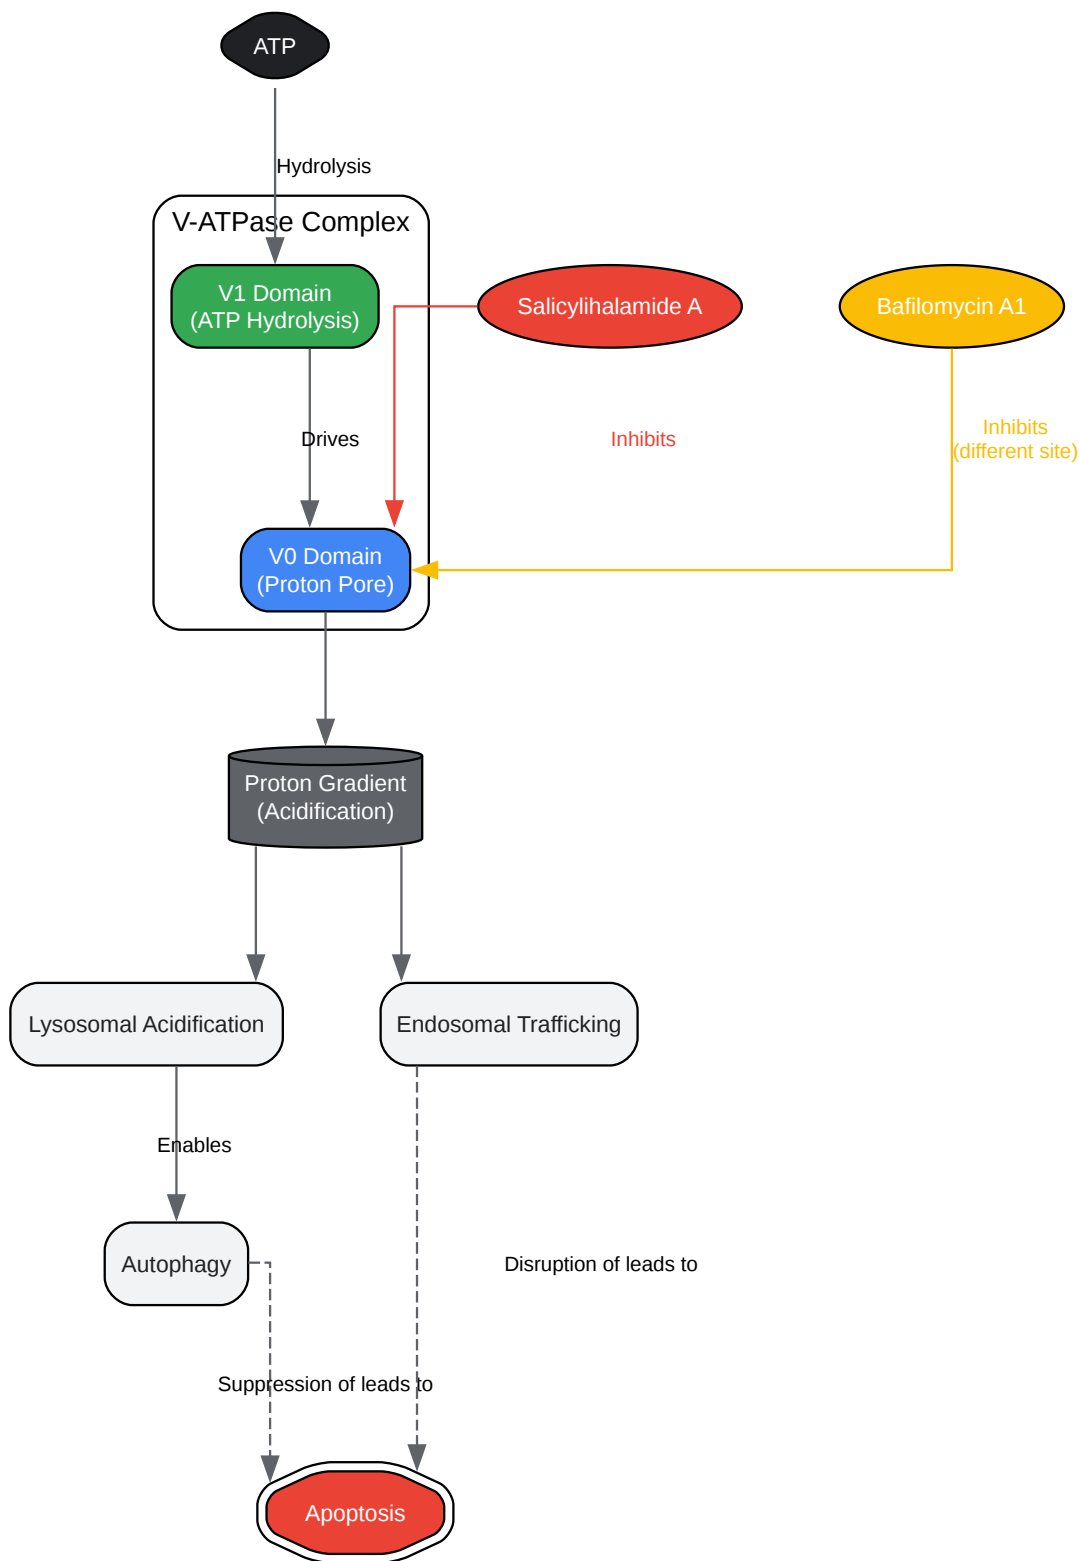 ATP
Hydrolysis
V-ATPase Complex
V1 Domain
(ATP Hydrolysis)
Salicylihalamide A
Bafilomycin A1
Drives
Inhibits
Inhibits
(different site)
V0 Domain
(Proton Pore)
Proton Gradient
(Acidification)
Lysosomal Acidification
Endosomal Trafficking
Enables
Autophagy
Disruption of leads to
Suppression of leads to
Apoptosis